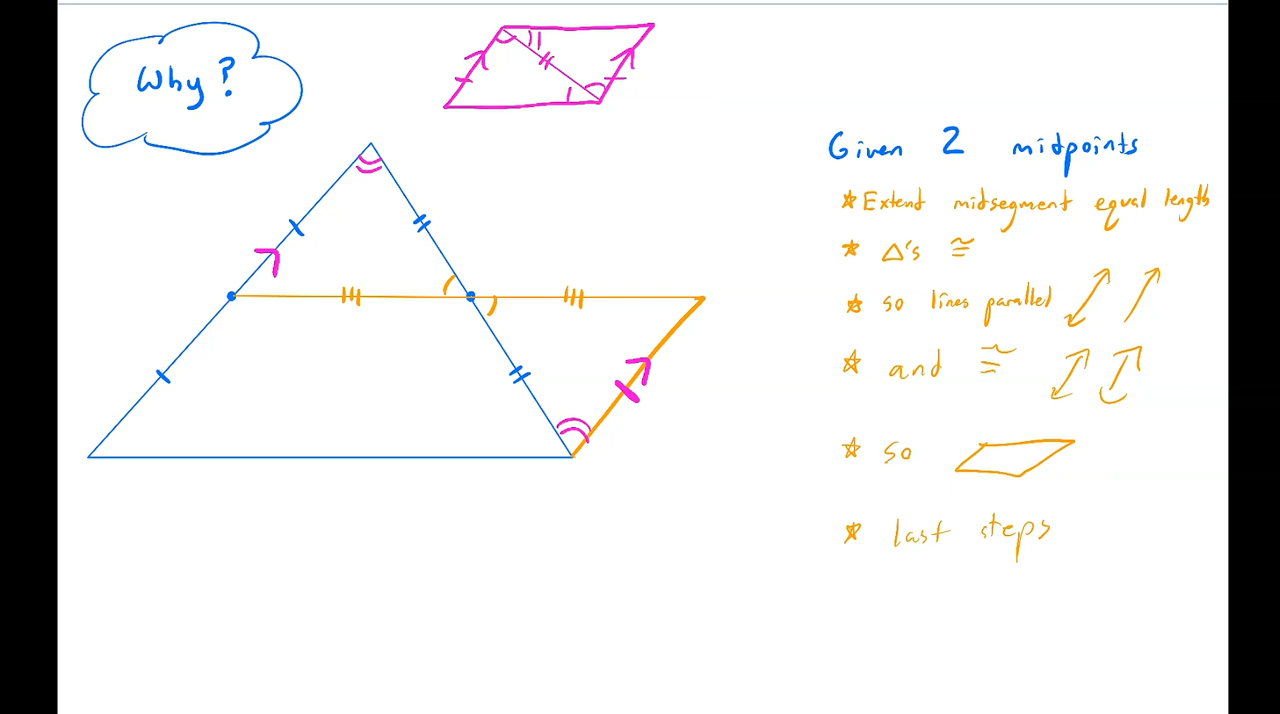 Why?
Given 2 midpoints
* Extend midsegment equal length
* Δ's ≅
* so lines parallel
* and ≅
* so
* last steps